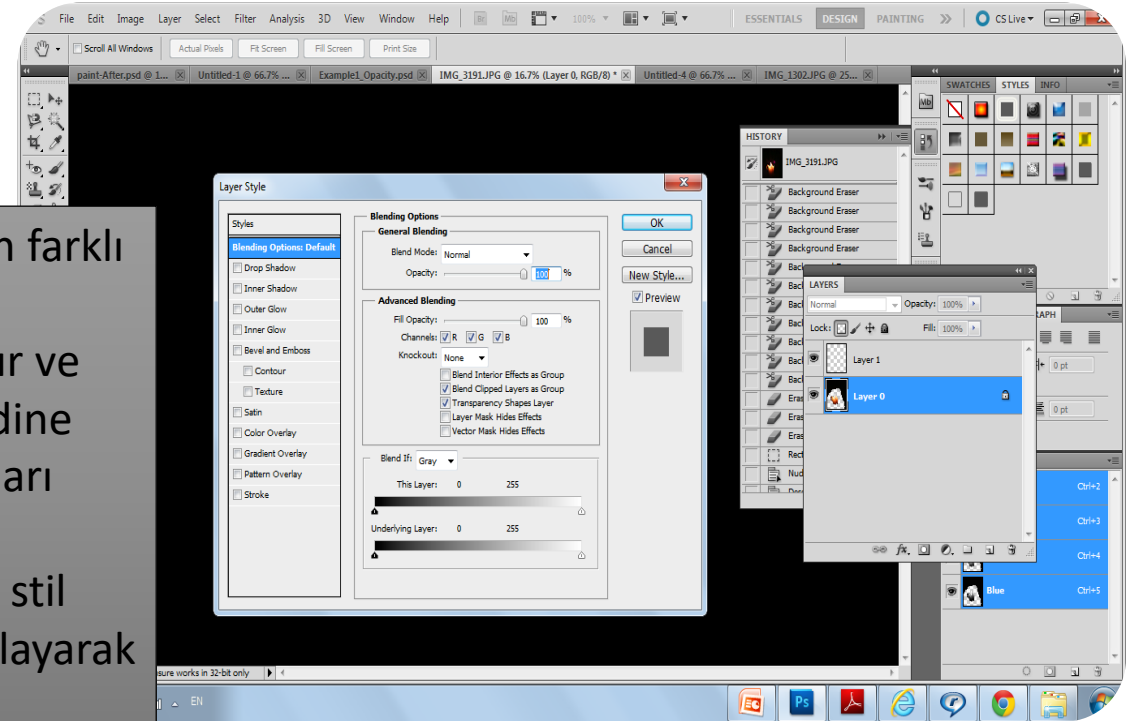 File Edit Image Layer Select Filter Analysis 3D View Window Help Br Mb 100% ESSENTIALS DESIGN PAINTING CS Live
Scroll All Windows Actual Pixels Fit Screen Fill Screen Print Size
paint-After.psd @ 1... Untitled-1 @ 66.7% ... Example1_Opacity.psd IMG_3191.JPG @ 16.7% (Layer 0, RGB/8) * Untitled-4 @ 66.7% ... IMG_1302.JPG @ 25...
SWATCHES STYLES INFO
Mb
HISTORY
IMG_3191.JPG
Background Eraser
Background Eraser
Background Eraser
Background Eraser
Layer Style
Styles
Blending Options: Default
Drop Shadow
Inner Shadow
Outer Glow
Inner Glow
Bevel and Emboss
Contour
Texture
Satin
Color Overlay
Gradient Overlay
Pattern Overlay
Stroke
Blending Options
General Blending
Blend Mode: Normal
Opacity: 100 %
Advanced Blending
Fill Opacity: 100 %
Channels: R G B
Knockout: None
Blend Interior Effects as Group
Blend Clipped Layers as Group
Transparency Shapes Layer
Layer Mask Hides Effects
Vector Mask Hides Effects
Blend If: Gray
This Layer: 0 255
Underlying Layer: 0 255
OK
Cancel
New Style...
Preview
LAYERS
Normal Opacity: 100%
Lock: Fill: 100%
Layer 1
Layer 0
fx.
0 pt
0 pt
Ctrl+2
Ctrl+3
Ctrl+4
Blue Ctrl+5
farklı
ve
stil
layarak
works in 32-bit only
EN
Ps